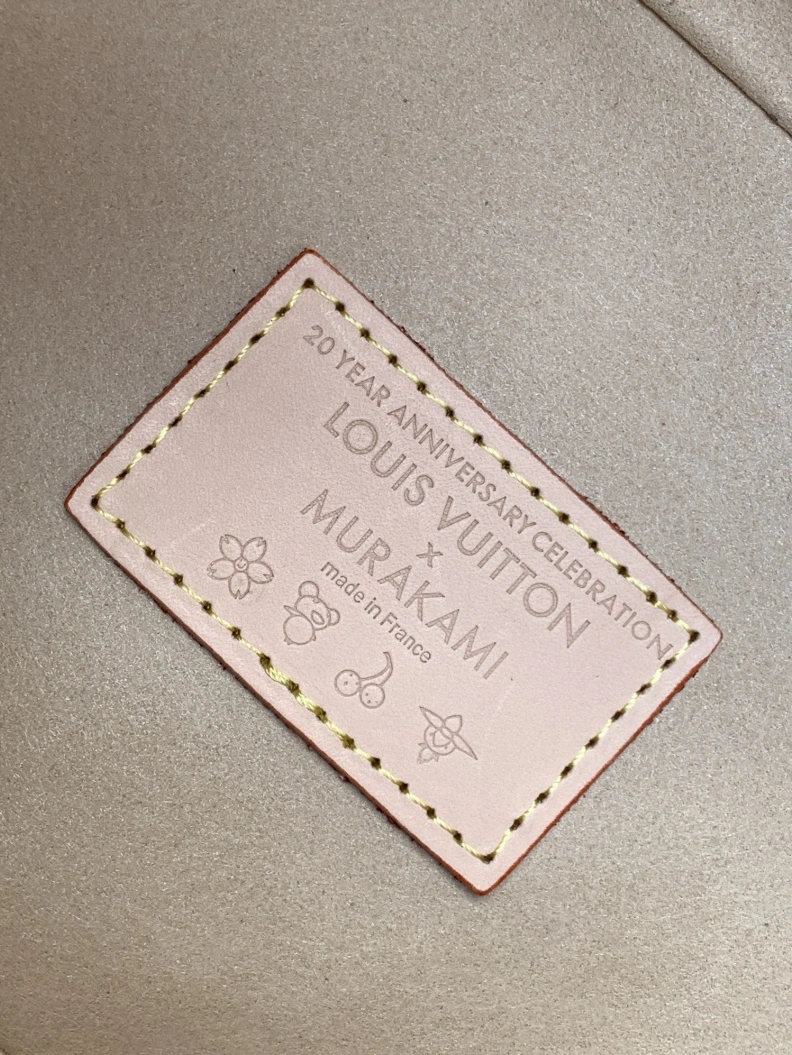 20 YEAR ANNIVERSARY CELEBRATION
LOUIS VUITTON
x
MURAKAMI
made in France